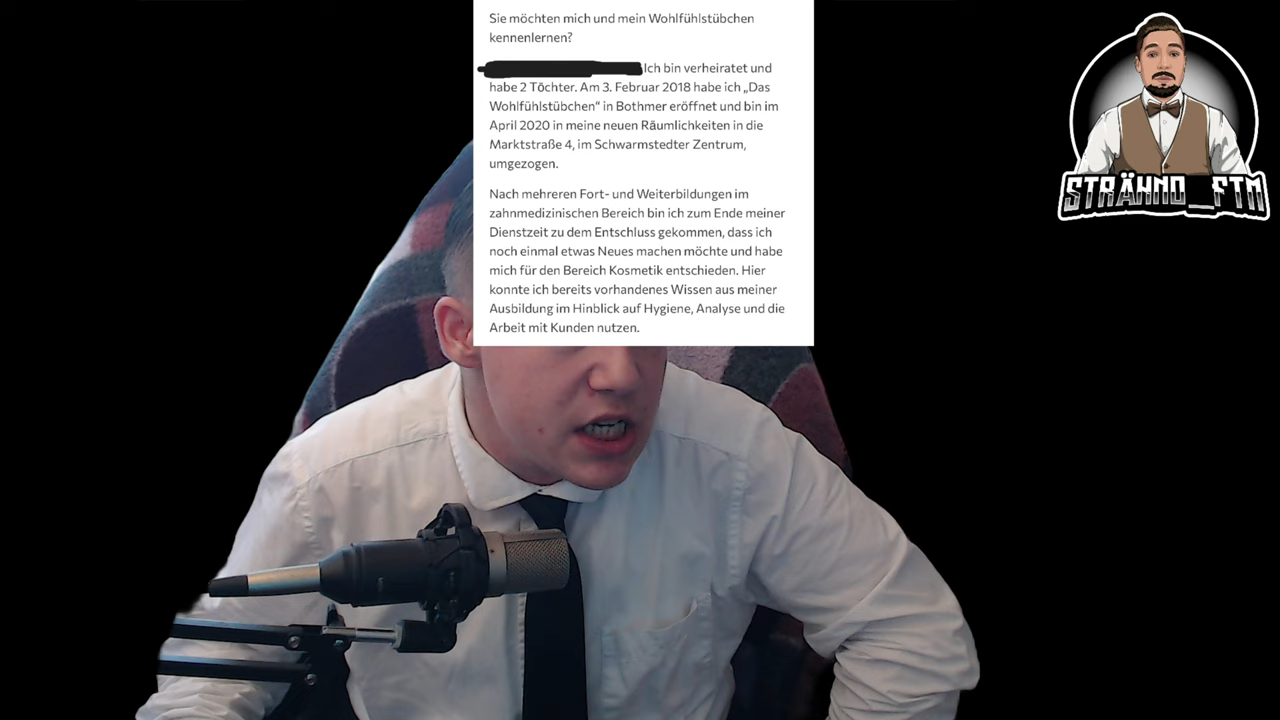 Sie möchten mich und mein Wohlfühlstübchen
kennenlernen?
Ich bin verheiratet und
habe 2 Töchter. Am 3. Februar 2018 habe ich „Das
Wohlfühlstübchen“ in Bothmer eröffnet und bin im
April 2020 in meine neuen Räumlichkeiten in die
Marktstraße 4, im Schwarmstedter Zentrum,
umgezogen.
Nach mehreren Fort- und Weiterbildungen im
zahnmedizinischen Bereich bin ich zum Ende meiner
Dienstzeit zu dem Entschluss gekommen, dass ich
noch einmal etwas Neues machen möchte und habe
mich für den Bereich Kosmetik entschieden. Hier
konnte ich bereits vorhandenes Wissen aus meiner
Ausbildung im Hinblick auf Hygiene, Analyse und die
Arbeit mit Kunden nutzen.
STRÄHNO_FTM